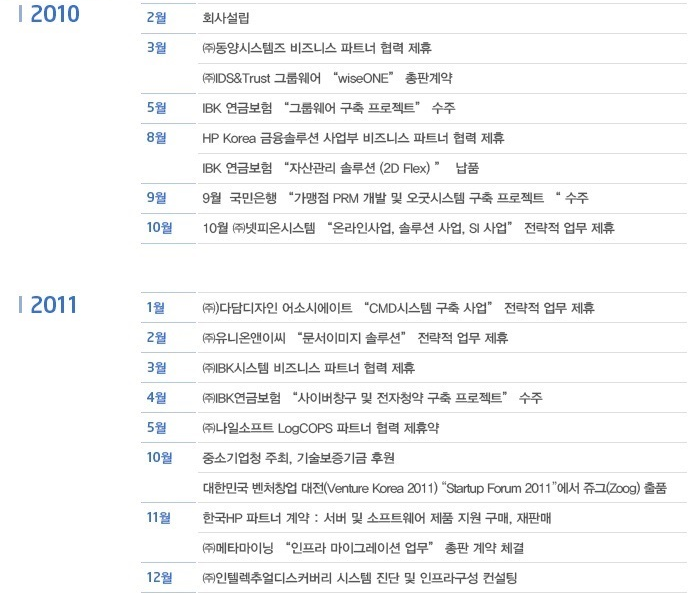 2010
2월 회사설립
3월 ㈜동양시스템즈 비즈니스 파트너 협력 제휴
㈜IDS&Trust 그룹웨어 “wiseONE” 총판계약
5월 IBK 연금보험 “그룹웨어 구축 프로젝트” 수주
8월 HP Korea 금융솔루션 사업부 비즈니스 파트너 협력 제휴
IBK 연금보험 “자산관리 솔루션 (2D Flex) ” 납품
9월 9월 국민은행 “가맹점 PRM 개발 및 오굿시스템 구축 프로젝트 “ 수주
10월 10월 ㈜넷피온시스템 “온라인사업, 솔루션 사업, SI 사업” 전략적 업무 제휴
2011
1월 ㈜)다담디자인 어소시에이트 “CMD시스템 구축 사업” 전략적 업무 제휴
2월 ㈜유니온앤이씨 “문서이미지 솔루션” 전략적 업무 제휴
3월 ㈜IBK시스템 비즈니스 파트너 협력 제휴
4월 ㈜IBK연금보험 “사이버창구 및 전자청약 구축 프로젝트” 수주
5월 ㈜나일소프트 LogCOPS 파트너 협력 제휴약
10월 중소기업청 주최, 기술보증기금 후원
대한민국 벤처창업 대전(Venture Korea 2011) “Startup Forum 2011”에서 쥬그(Zoog) 출품
11월 한국HP 파트너 계약 : 서버 및 소프트웨어 제품 지원 구매, 재판매
㈜메타마이닝 “인프라 마이그레이션 업무” 총판 계약 체결
12월 ㈜인텔렉추얼디스커버리 시스템 진단 및 인프라구성 컨설팅